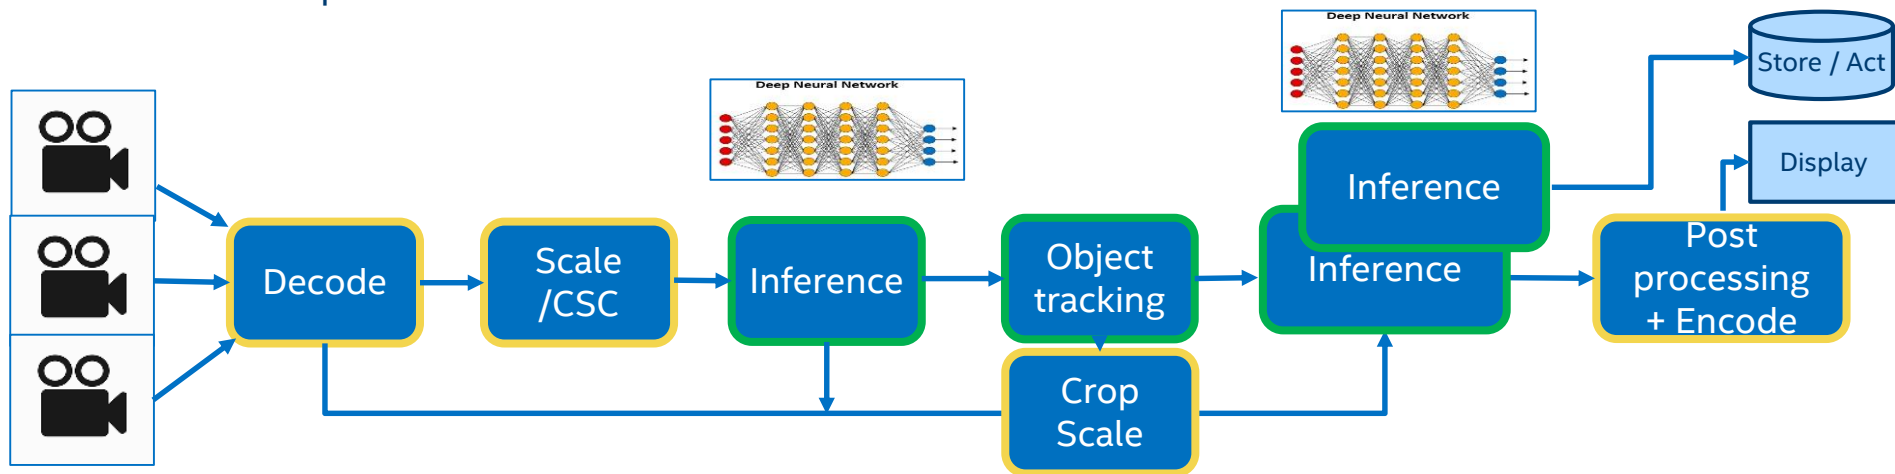 Deep Neural Network
Deep Neural Network
Store / Act
Display
Decode
Scale
/CSC
Inference
Object
tracking
Inference
Inference
Post
processing
+ Encode
Crop
Scale